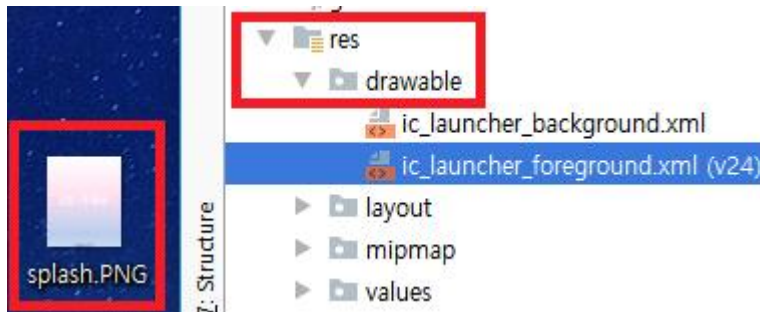 res
drawable
ic_launcher_background.xml
ic_launcher_foreground.xml (v24)
layout
mipmap
values
splash.PNG
7: Structure